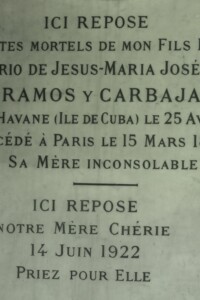 ICI REPOSE
TES MORTELS DE MON FILS
RIO DE JESUS-MARIA JOSÉ
RAMOS Y CARBAJA
HAVANE (ILE DE CUBA) LE 25 AV
CÉDÉ À PARIS LE 15 MARS 18
SA MÈRE INCONSOLABLE
ICI REPOSE
NOTRE MÈRE CHÉRIE
14 JUIN 1922
PRIEZ POUR ELLE